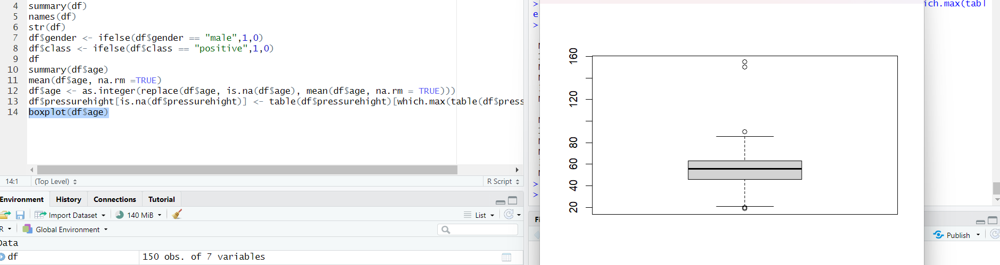 4 summary(df)
5 names(df)
6 str(df)
7 df$gender <- ifelse(df$gender == "male",1,0)
8 df$class <- ifelse(df$class == "positive",1,0)
9 df
10 summary(df$age)
11 mean(df$age, na.rm =TRUE)
12 df$age <- as.integer(replace(df$age, is.na(df$age), mean(df$age, na.rm = TRUE)))
13 df$pressurehight[is.na(df$pressurehight)] <- table(df$pressurehight)[which.max(table(df$press
14 boxplot(df$age)
14:1 (Top Level) R Script
Environment History Connections Tutorial
Import Dataset 140 MiB List
R Global Environment
Data
df 150 obs. of 7 variables
> ich.max(tabl
e
>
>
>
160
120
80
60
40
20
Fi
Publish